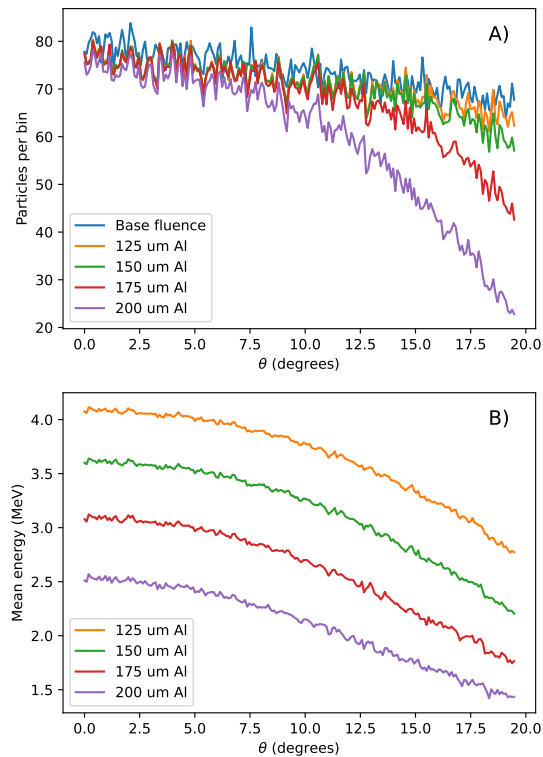 A)
80
70
60
50
40
30
20
Particles per bin
Base fluence
125 um Al
150 um Al
175 um Al
200 um Al
0.0 2.5 5.0 7.5 10.0 12.5 15.0 17.5 20.0
θ (degrees)
B)
4.0
3.5
3.0
2.5
2.0
1.5
Mean energy (MeV)
125 um Al
150 um Al
175 um Al
200 um Al
0.0 2.5 5.0 7.5 10.0 12.5 15.0 17.5 20.0
θ (degrees)